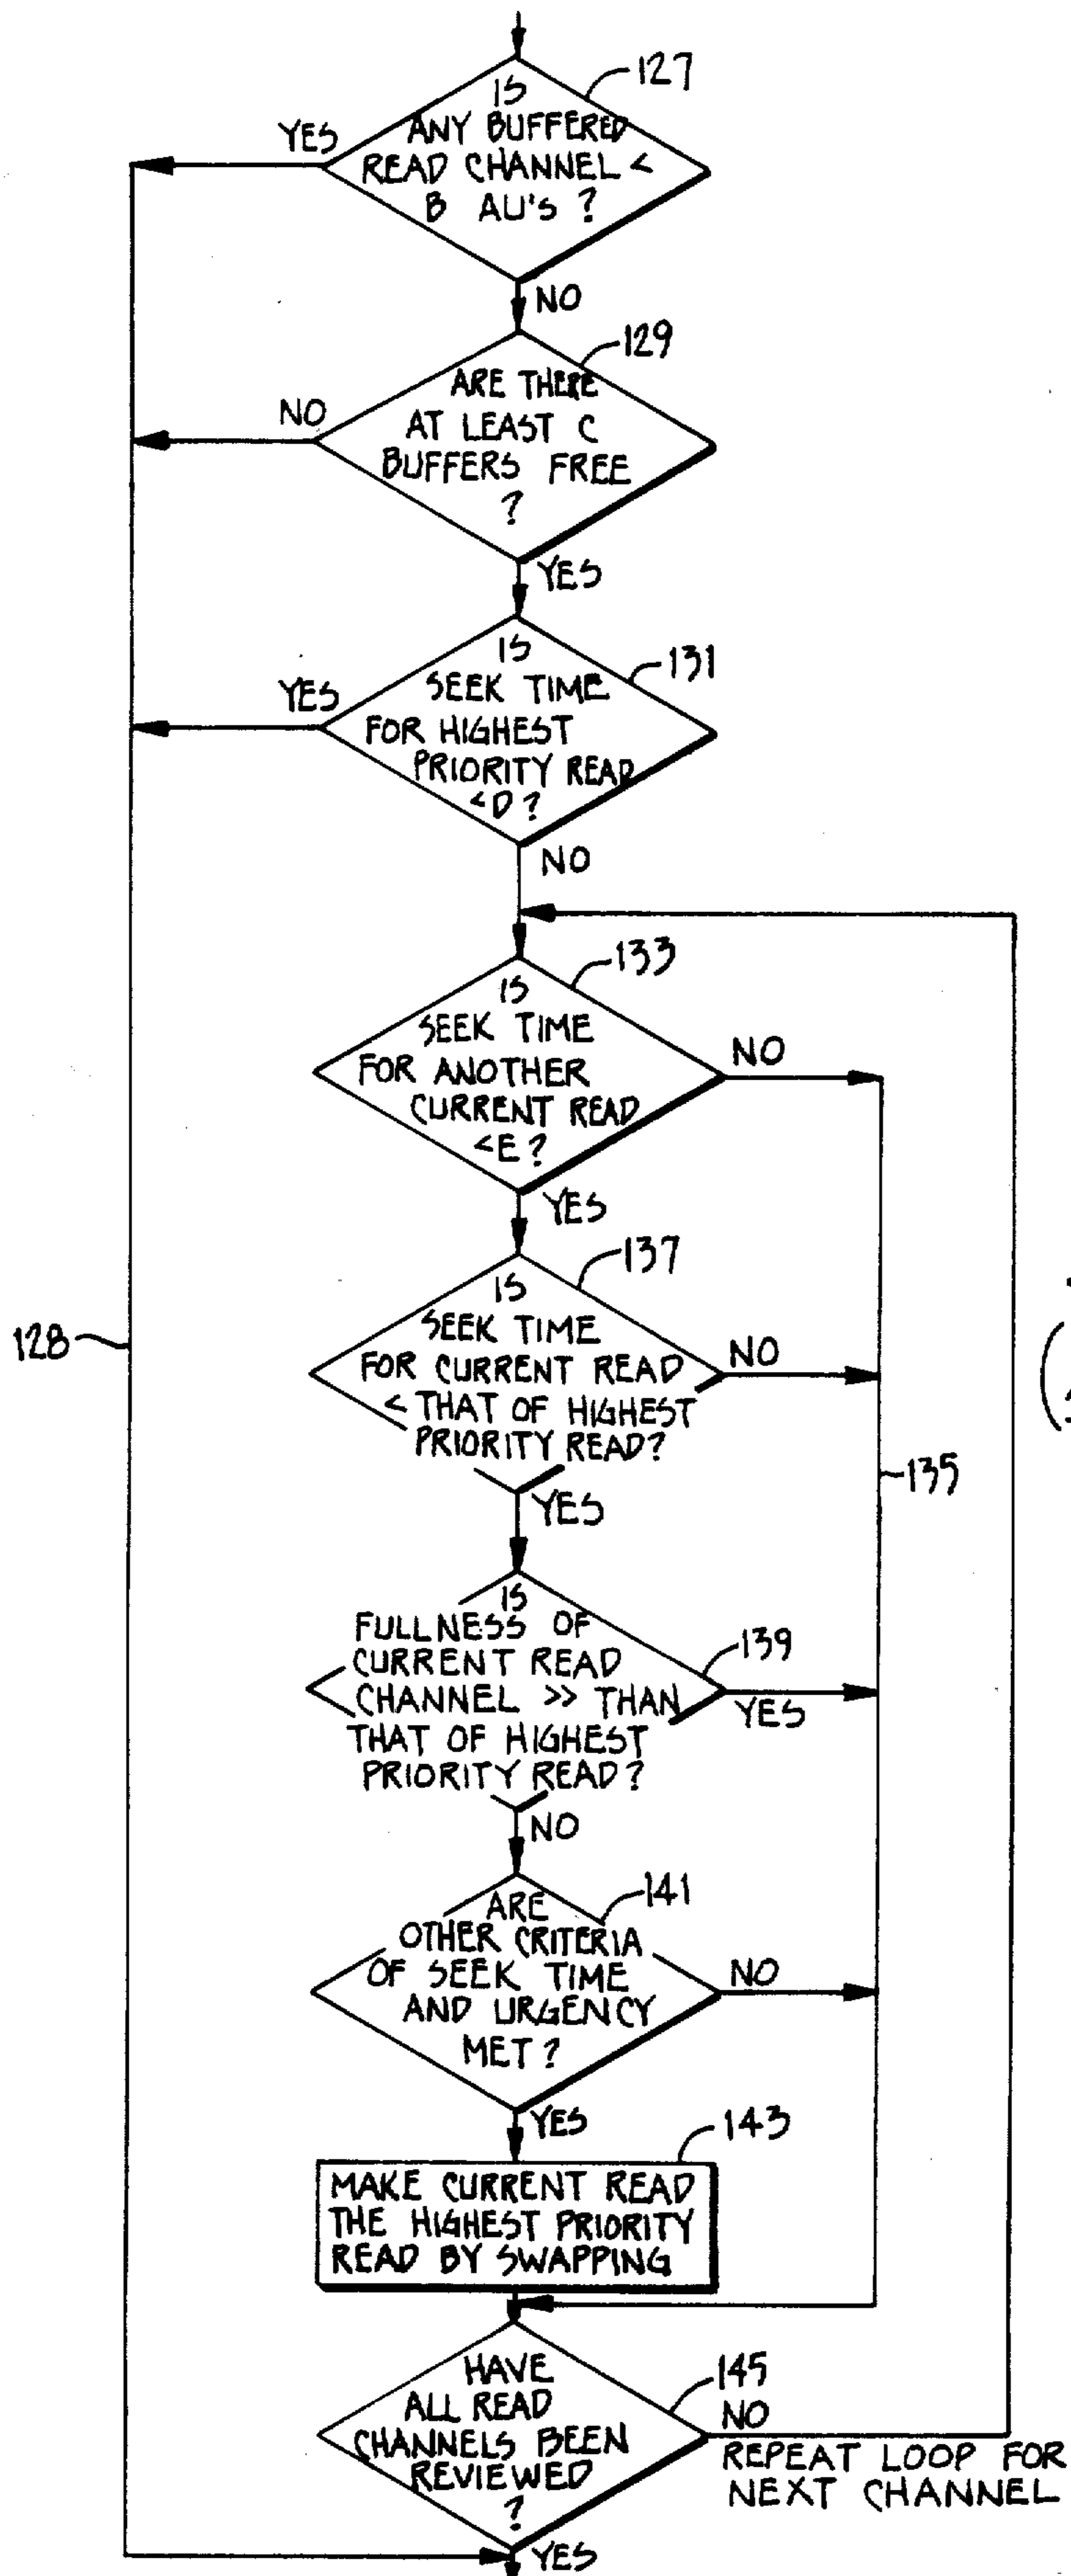 127
IS
ANY BUFFERED
READ CHANNEL <
B AU'S ?
YES
NO
129
ARE THERE
AT LEAST C
BUFFERS FREE
?
NO
YES
131
IS
SEEK TIME
FOR HIGHEST
PRIORITY READ
<D?
YES
NO
133
IS
SEEK TIME
FOR ANOTHER
CURRENT READ
<E?
NO
YES
137
IS
SEEK TIME
FOR CURRENT READ
< THAT OF HIGHEST
PRIORITY READ?
NO
128
YES
135
IS
FULLNESS OF
CURRENT READ
CHANNEL >> THAN
THAT OF HIGHEST
PRIORITY READ?
139
YES
NO
141
ARE
OTHER CRITERIA
OF SEEK TIME
AND URGENCY
MET?
NO
YES
143
MAKE CURRENT READ
THE HIGHEST PRIORITY
READ BY SWAPPING
145
HAVE
ALL READ
CHANNELS BEEN
REVIEWED
?
NO
REPEAT LOOP FOR
NEXT CHANNEL
YES